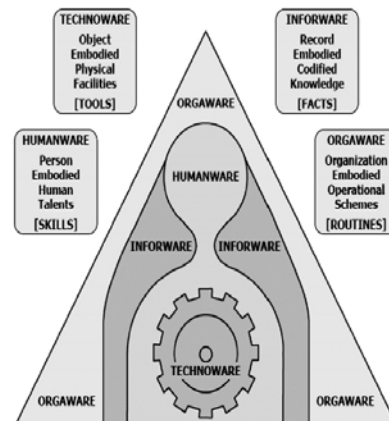 TECHNOWARE
Object
Embodied
Physical
Facilities
[TOOLS]
INFORWARE
Record
Embodied
Codified
Knowledge
[FACTS]
HUMANWARE
Person
Embodied
Human
Talents
[SKILLS]
ORGAWARE
Organization
Embodied
Operational
Schemes
[ROUTINES]
ORGAWARE
HUMANWARE
INFORWARE INFORWARE
TECHNOWARE
ORGAWARE ORGAWARE